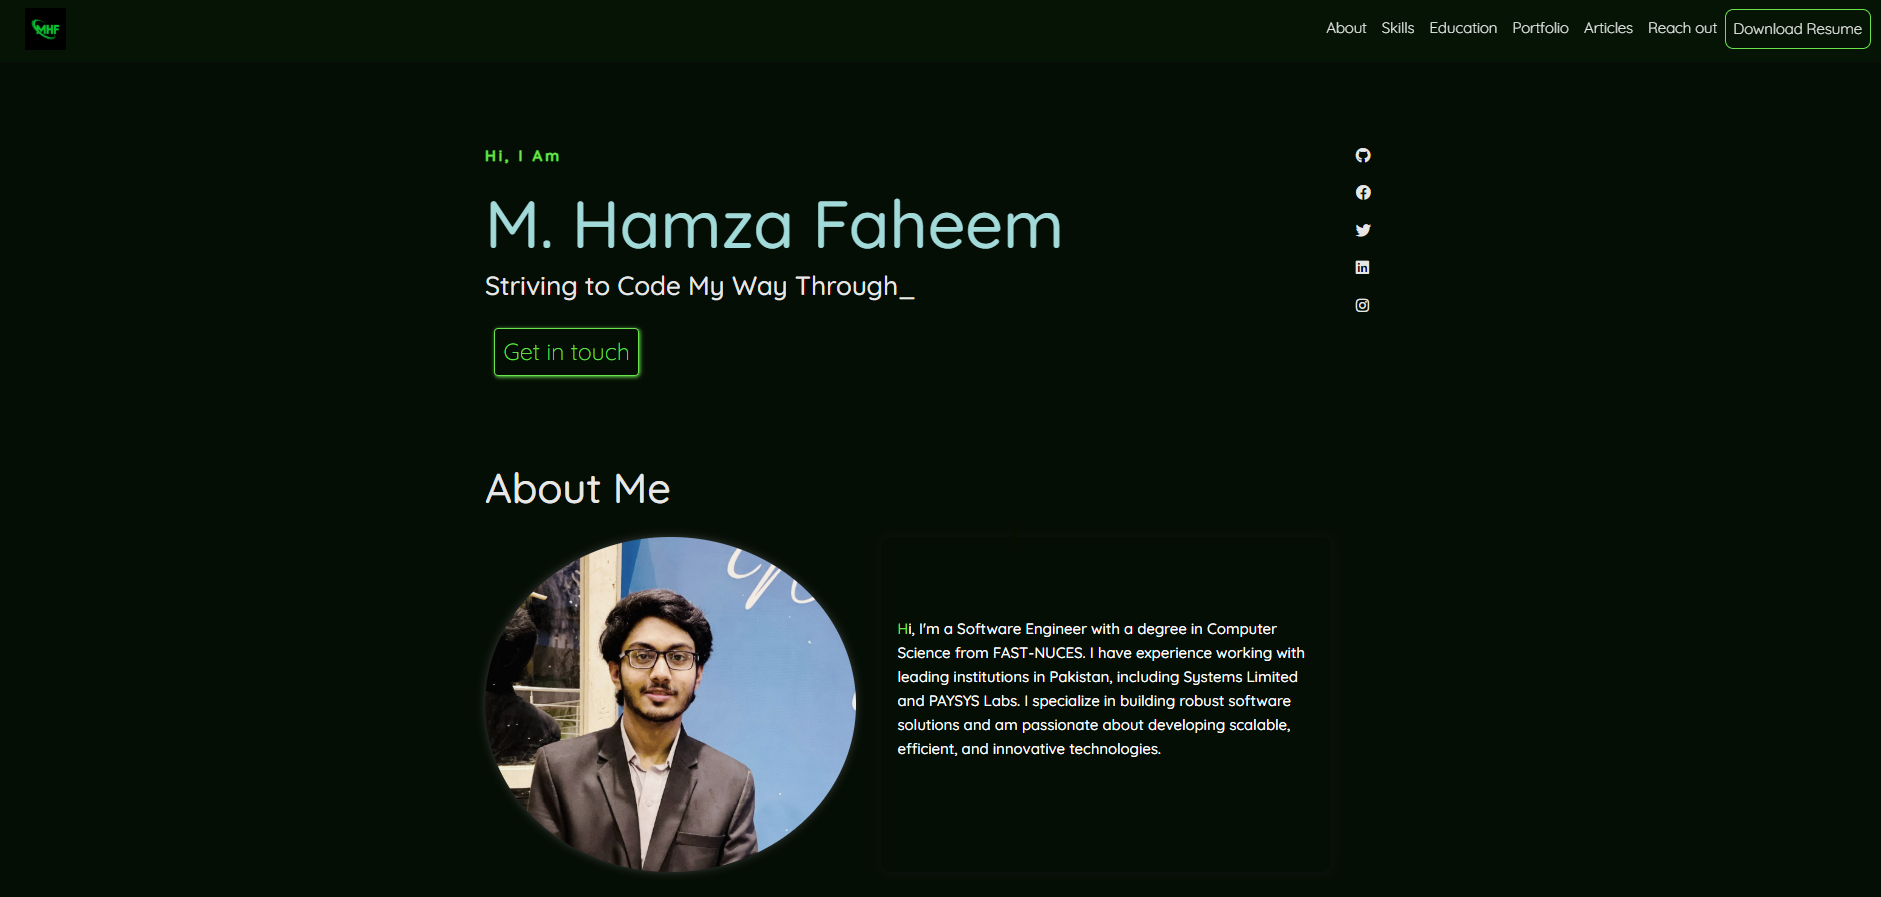 MHF
About Skills Education Portfolio Articles Reach out Download Resume
Hi, I Am
M. Hamza Faheem
Striving to Code My Way Through_
Get in touch
About Me
Hi, I'm a Software Engineer with a degree in Computer
Science from FAST-NUCES. I have experience working with
leading institutions in Pakistan, including Systems Limited
and PAYSYS Labs. I specialize in building robust software
solutions and am passionate about developing scalable,
efficient, and innovative technologies.